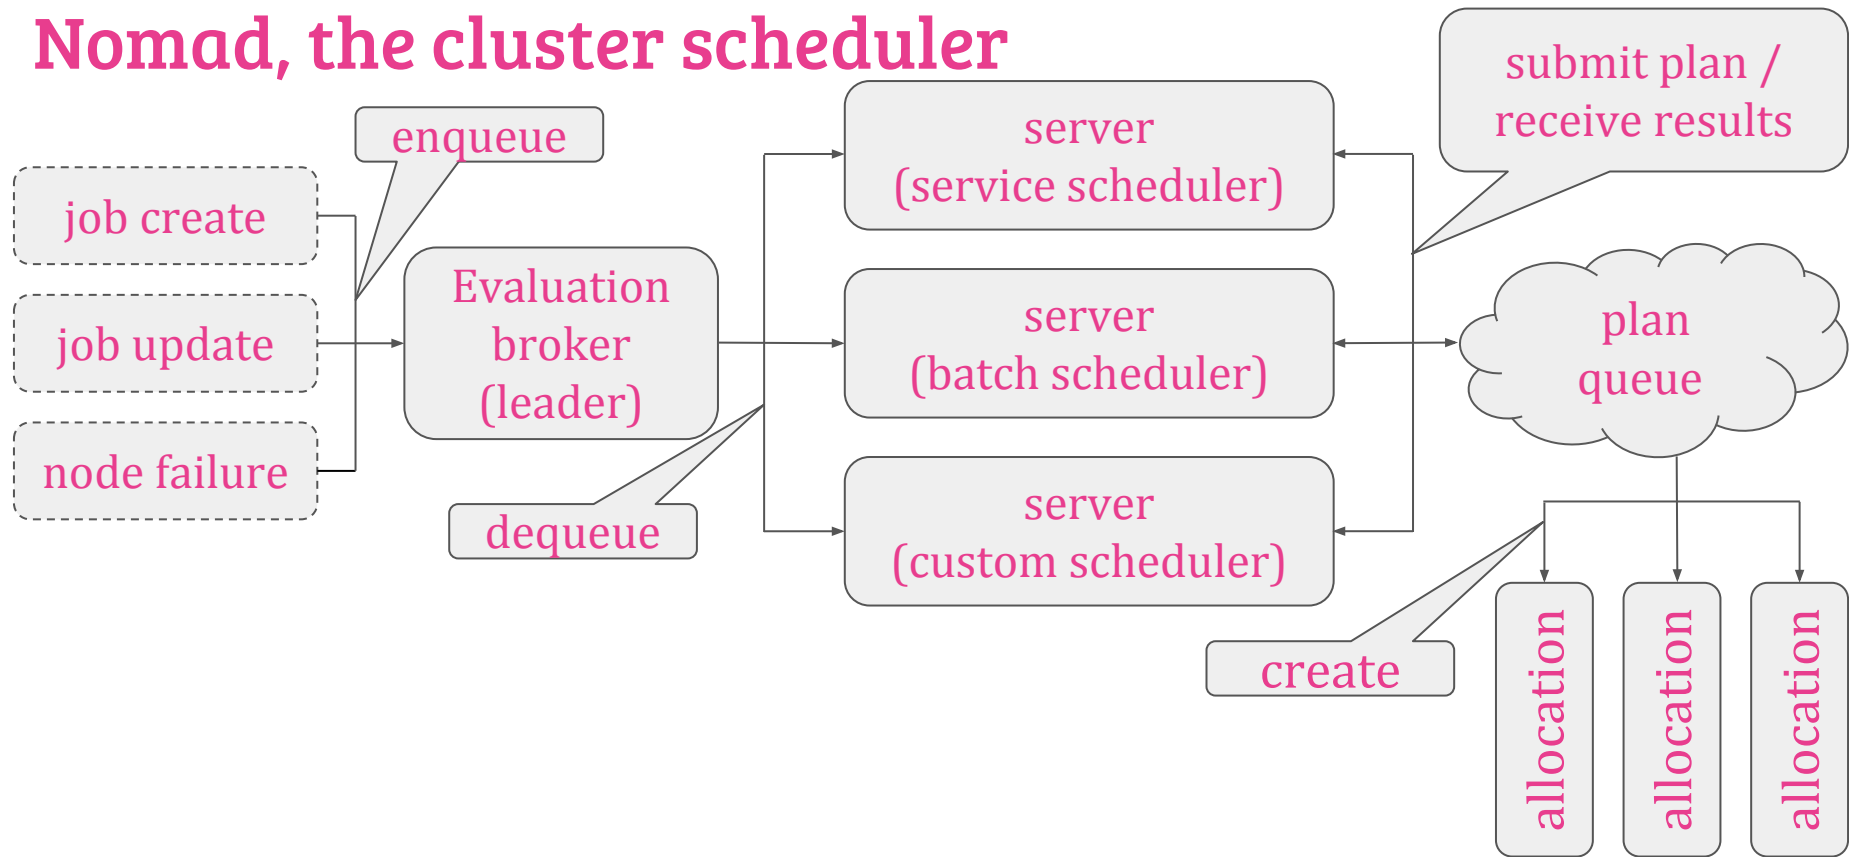 Nomad, the cluster scheduler
enqueue
job create
job update
node failure
Evaluation
broker
(leader)
dequeue
server
(service scheduler)
server
(batch scheduler)
server
(custom scheduler)
submit plan /
receive results
plan
queue
create
allocation
allocation
allocation